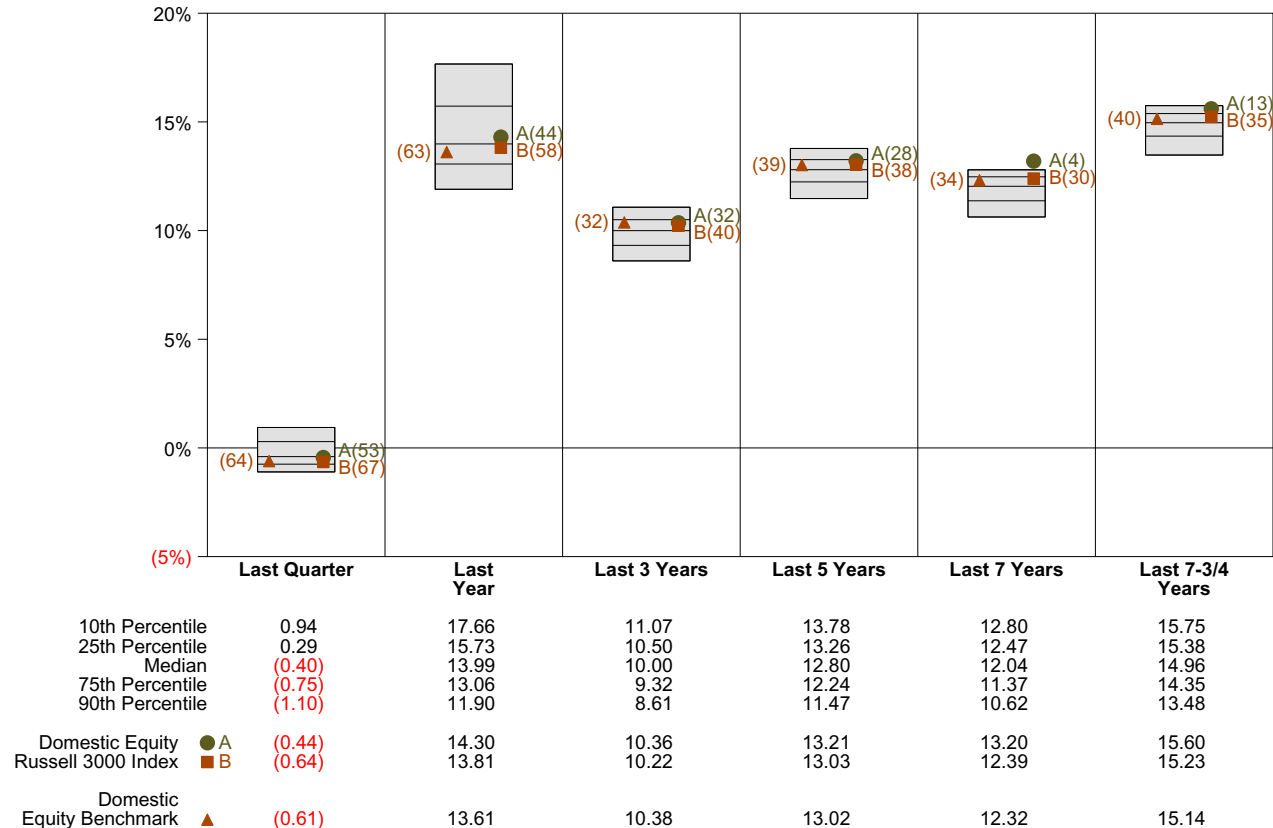 20%
15%
10%
5%
0%
(5%)
(64)
A(53)
B(67)
(63)
A(44)
B(58)
(32)
A(32)
B(40)
(39)
A(28)
B(38)
(34)
A(4)
B(30)
(40)
A(13)
B(35)
Last Quarter Last Last 3 Years Last 5 Years Last 7 Years Last 7-3/4
Year Years
10th Percentile 0.94 17.66 11.07 13.78 12.80 15.75
25th Percentile 0.29 15.73 10.50 13.26 12.47 15.38
Median (0.40) 13.99 10.00 12.80 12.04 14.96
75th Percentile (0.75) 13.06 9.32 12.24 11.37 14.35
90th Percentile (1.10) 11.90 8.61 11.47 10.62 13.48
Domestic Equity A (0.44) 14.30 10.36 13.21 13.20 15.60
Russell 3000 Index B (0.64) 13.81 10.22 13.03 12.39 15.23
Domestic
Equity Benchmark (0.61) 13.61 10.38 13.02 12.32 15.14